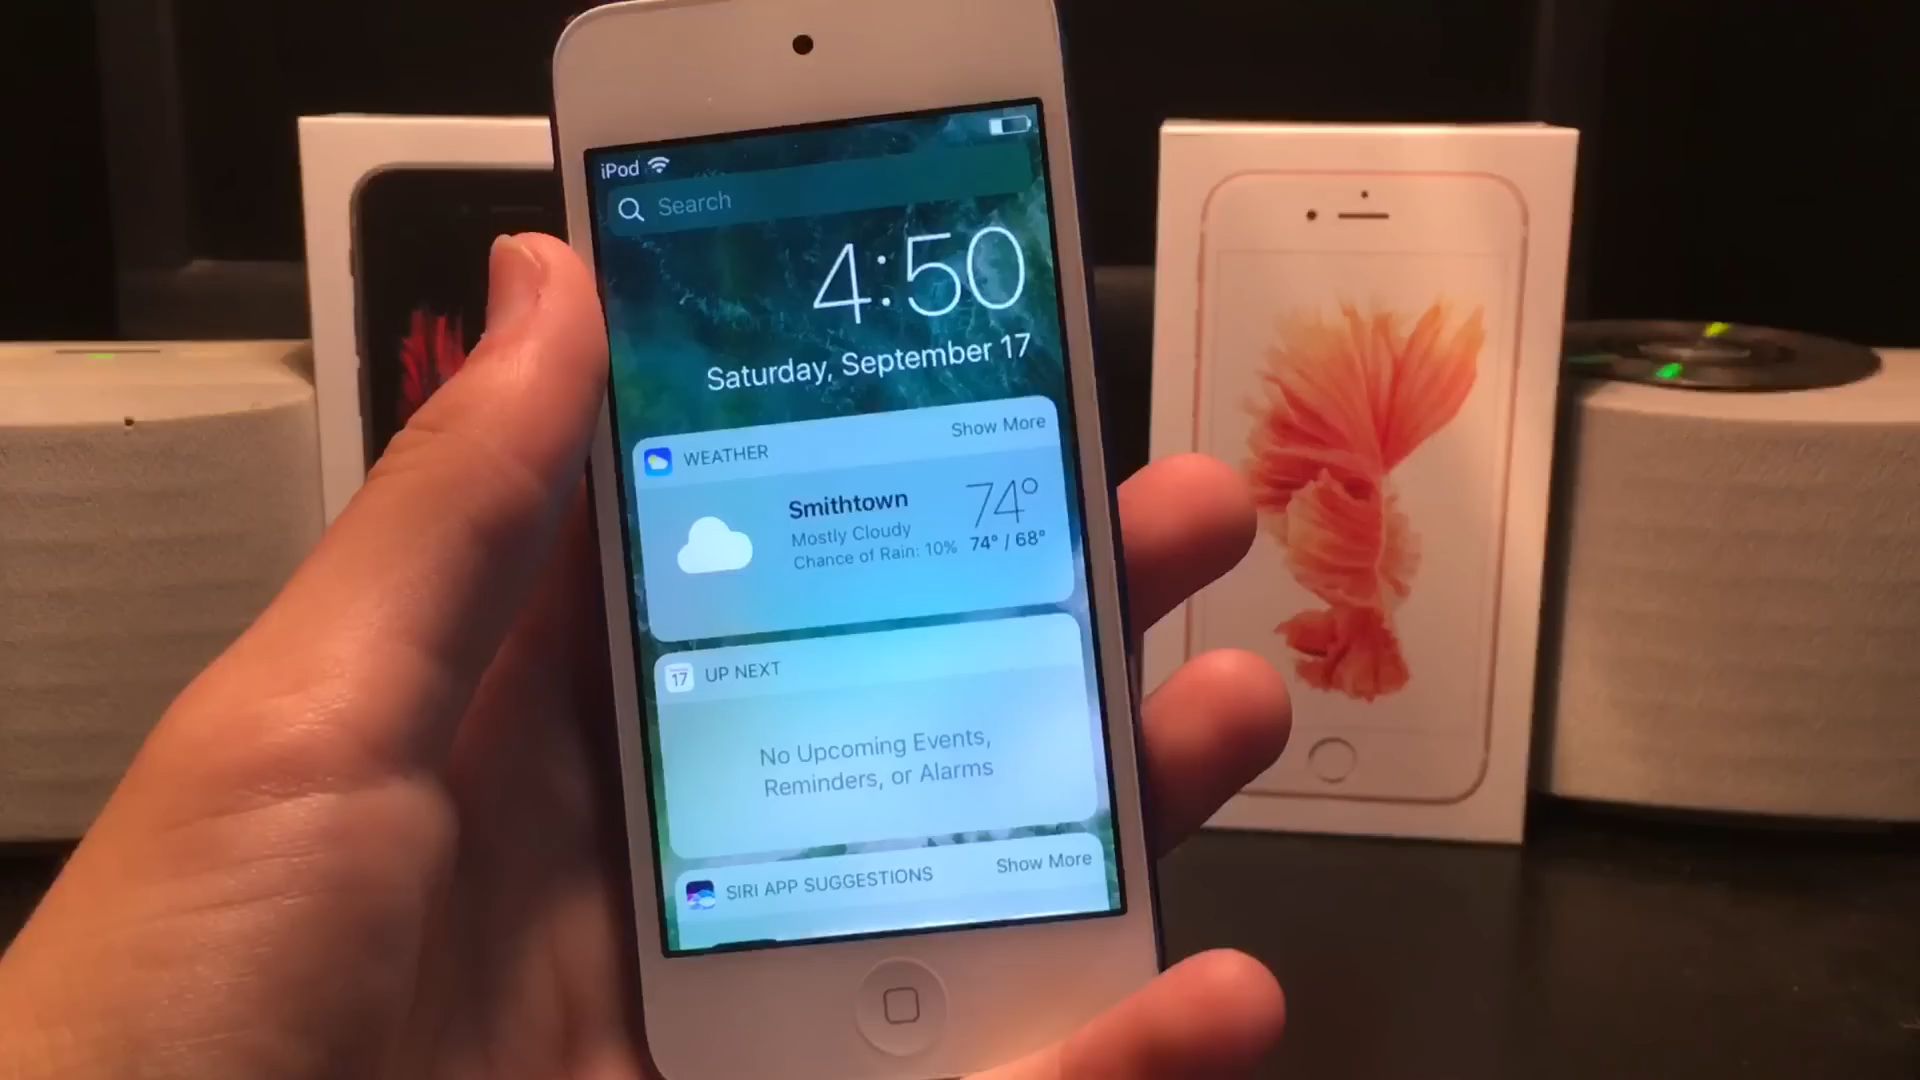 iPod
Search
4:50
Saturday, September 17
WEATHER
Show More
Smithtown
74°
Mostly Cloudy
Chance of Rain: 10% 74° / 68°
17 UP NEXT
No Upcoming Events,
Reminders, or Alarms
SIRI APP SUGGESTIONS
Show More